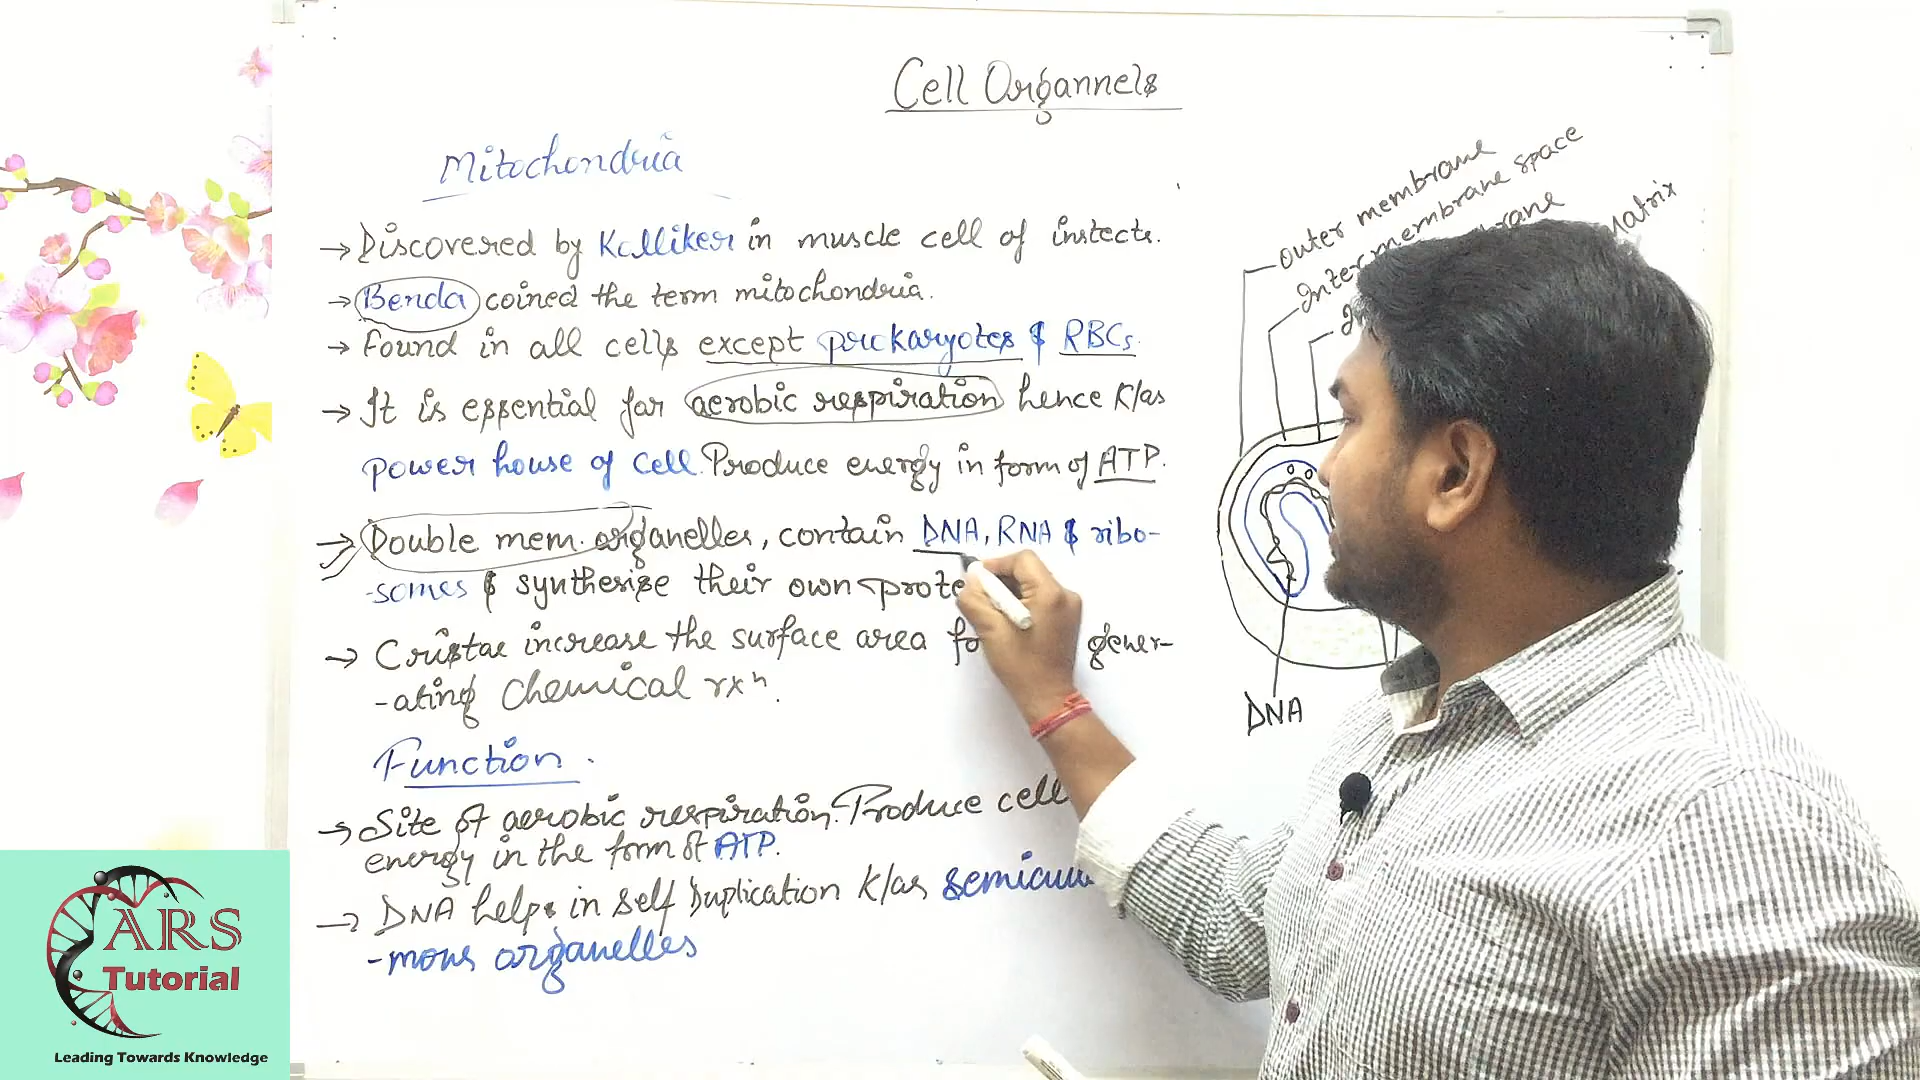 Cell Organnels
Mitochondria
→ Discovered by Kolliker in muscle cell of instects.
→ Benda coined the term mitochondria.
→ Found in all cells except prokaryotes & RBCs.
→ It is essential for aerobic respiration hence K/as
power house of cell. Produce energy in form of ATP.
→ Double mem. organelles, contain DNA, RNA & ribo-
-somes & synthesize their own prote
→ Cristae increase the surface area fo gener-
-ating Chemical rxn.
Function.
→ Site of aerobic respiration. Produce cell
energy in the form of ATP.
→ DNA helps in self Duplication K/as
-mous organelles
outer membrane
Intermembrane space
Matrix
DNA
ARS
Tutorial
Leading Towards Knowledge